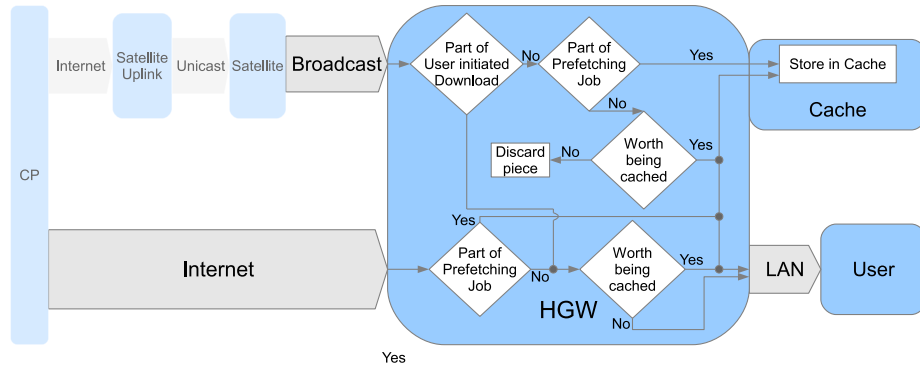 CP
Internet
Satellite
Uplink
Unicast
Satellite
Broadcast
Part of
User initiated
Download
No
Part of
Prefetching
Job
Yes
Store in Cache
Cache
No
Discard
piece
No
Worth
being
cached
Yes
Yes
Internet
Part of
Prefetching
Job
No
Worth
being
cached
Yes
No
HGW
LAN
User
Yes